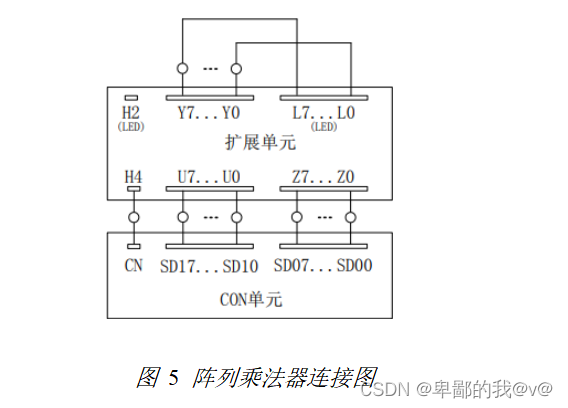 H2 Y7...Y0 L7...L0
(LED) (LED)
扩展单元
H4 U7...U0 Z7...Z0
CN SD17...SD10 SD07...SD00
CON单元
图 5 阵列乘法器连接图
CSDN @卑鄙的我@v@